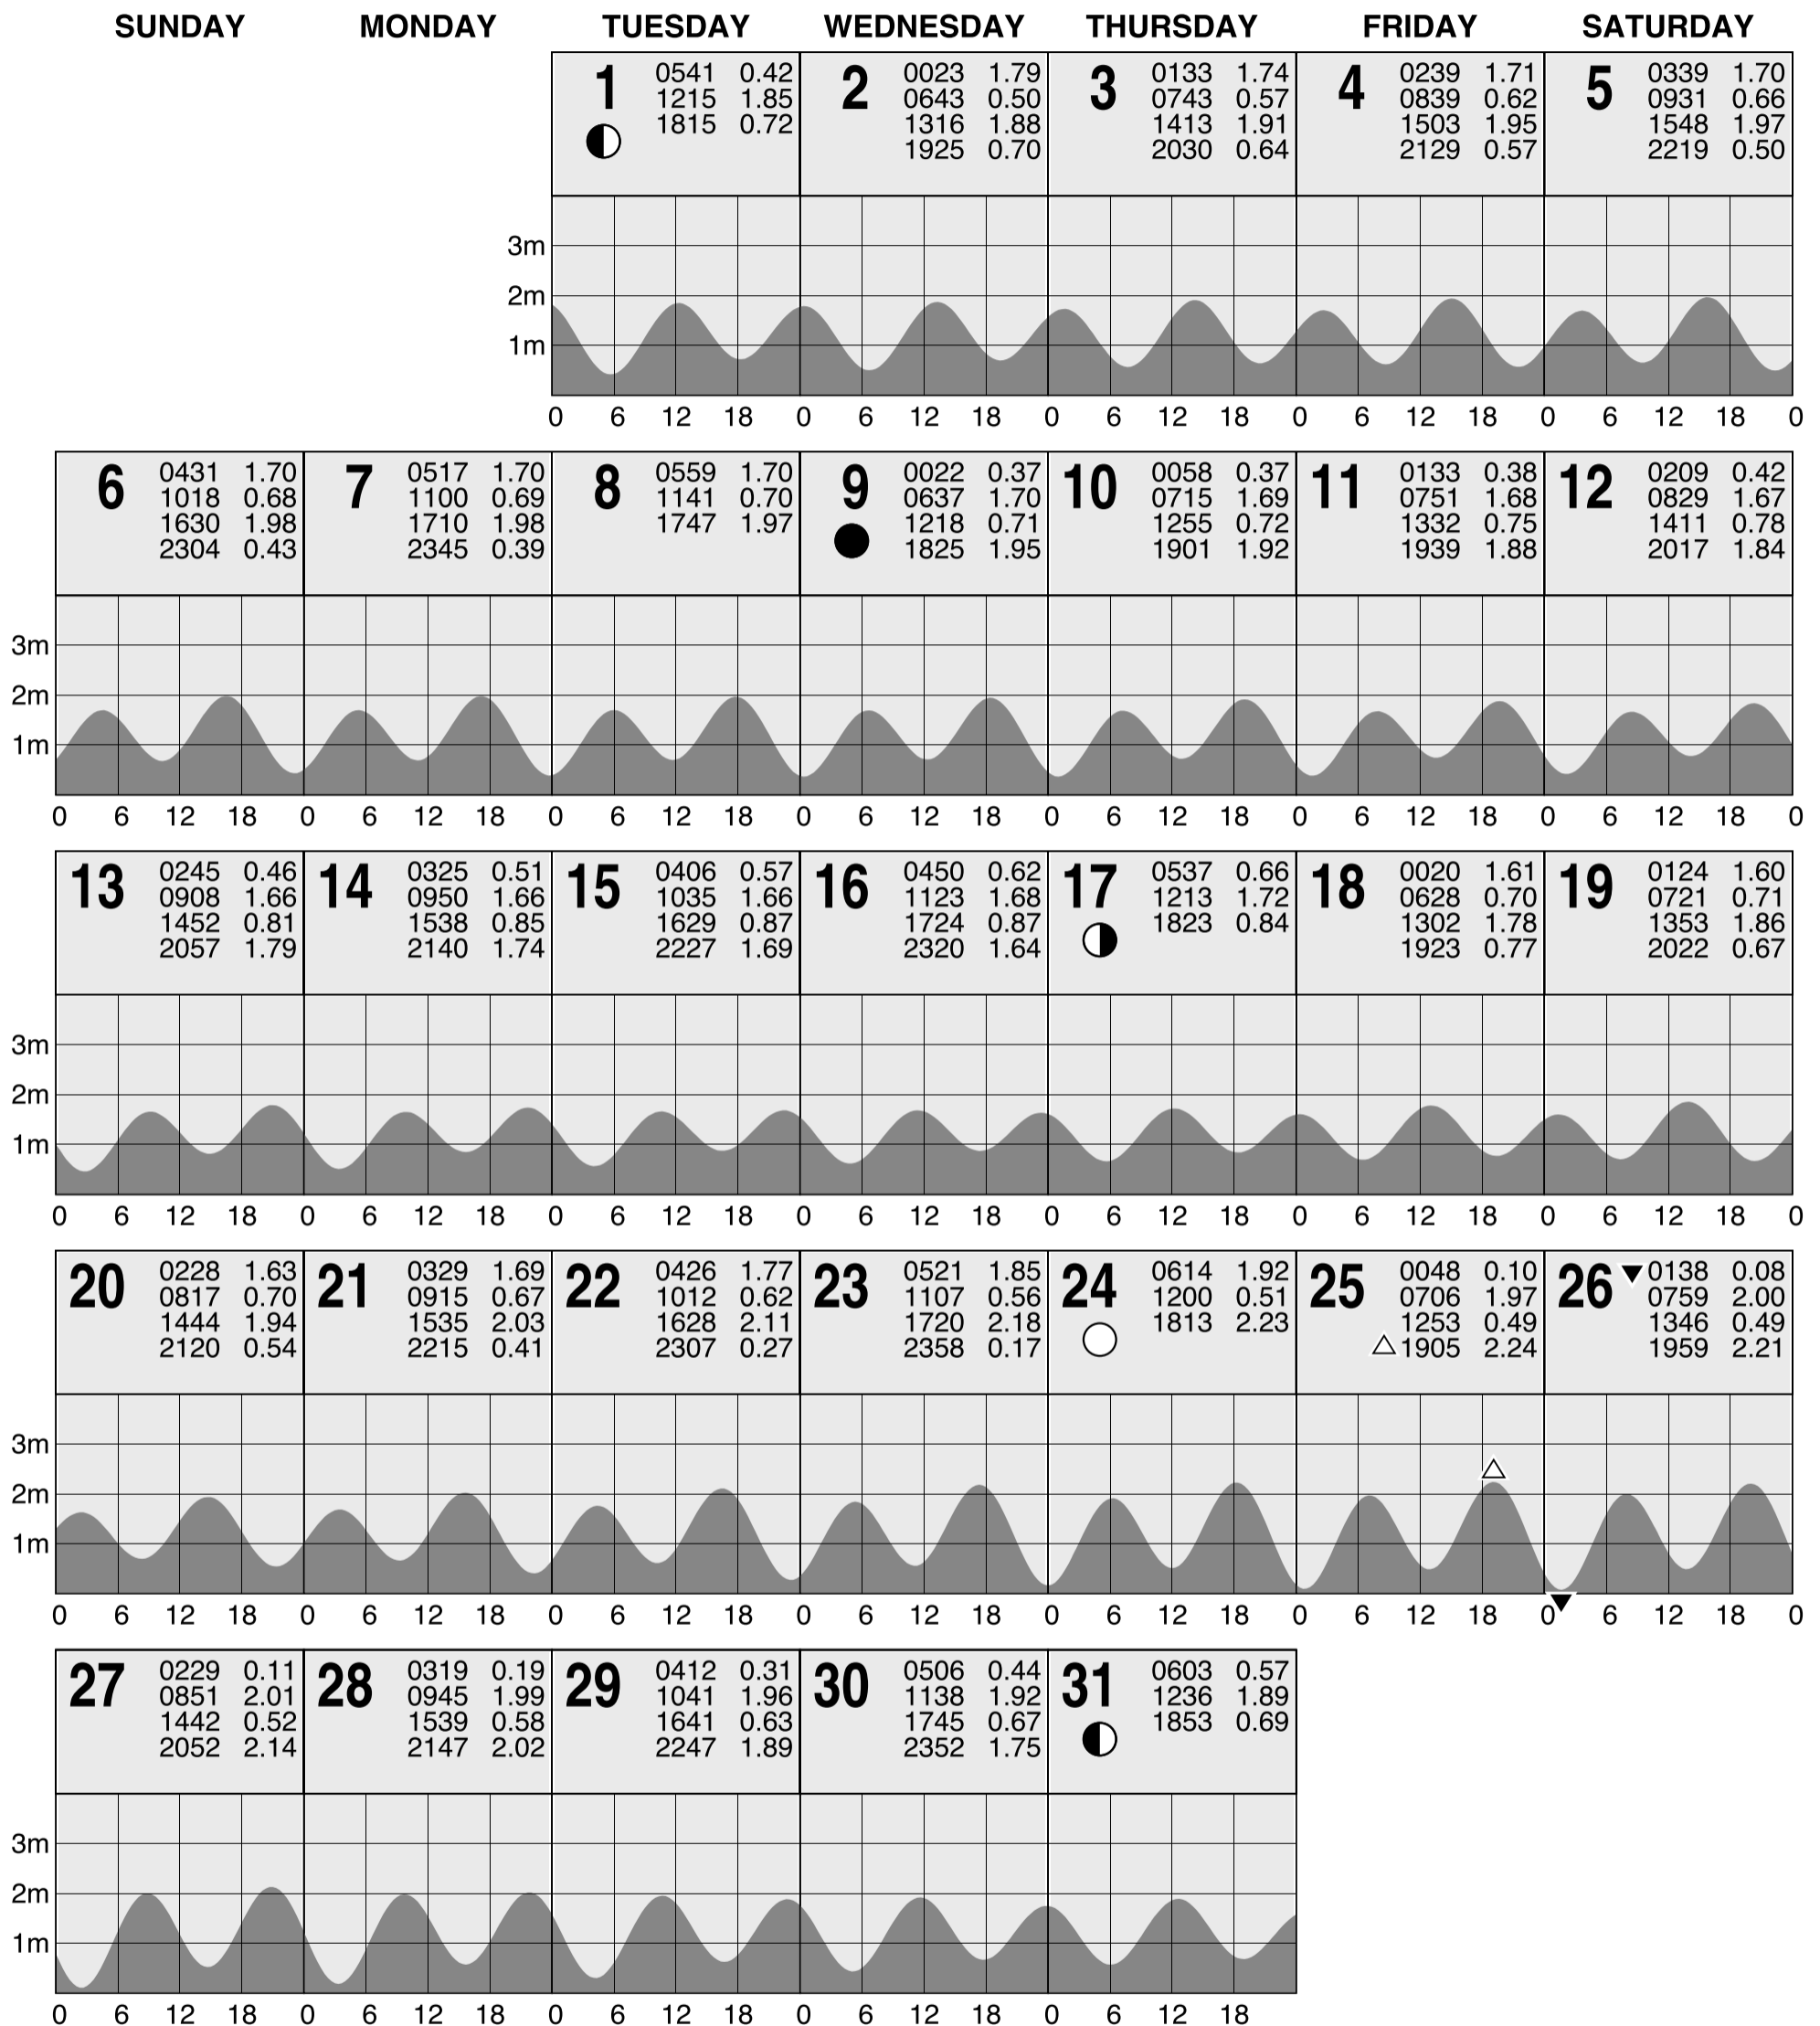 SUNDAY MONDAY TUESDAY WEDNESDAY THURSDAY FRIDAY SATURDAY
1 0541 0.42 2 0023 1.79 3 0133 1.74 4 0239 1.71 5 0339 1.70
1215 1.85 0643 0.50 0743 0.57 0839 0.62 0931 0.66
1815 0.72 1316 1.88 1413 1.91 1503 1.95 1548 1.97
1925 0.70 2030 0.64 2129 0.57 2219 0.50
3m
2m
1m
0 6 12 18 0 6 12 18 0 6 12 18 0 6 12 18 0 6 12 18 0
6 0431 1.70 7 0517 1.70 8 0559 1.70 9 0022 0.37 10 0058 0.37 11 0133 0.38 12 0209 0.42
1018 0.68 1100 0.69 1141 0.70 0637 1.70 0715 1.69 0751 1.68 0829 1.67
1630 1.98 1710 1.98 1747 1.97 1218 0.71 1255 0.72 1332 0.75 1411 0.78
2304 0.43 2345 0.39 1825 1.95 1901 1.92 1939 1.88 2017 1.84
3m
2m
1m
0 6 12 18 0 6 12 18 0 6 12 18 0 6 12 18 0 6 12 18 0 6 12 18 0 6 12 18 0
13 0245 0.46 14 0325 0.51 15 0406 0.57 16 0450 0.62 17 0537 0.66 18 0020 1.61 19 0124 1.60
0908 1.66 0950 1.66 1035 1.66 1123 1.68 1213 1.72 0628 0.70 0721 0.71
1452 0.81 1538 0.85 1629 0.87 1724 0.87 1823 0.84 1302 1.78 1353 1.86
2057 1.79 2140 1.74 2227 1.69 2320 1.64 1923 0.77 2022 0.67
3m
2m
1m
0 6 12 18 0 6 12 18 0 6 12 18 0 6 12 18 0 6 12 18 0 6 12 18 0 6 12 18 0
20 0228 1.63 21 0329 1.69 22 0426 1.77 23 0521 1.85 24 0614 1.92 25 0048 0.10 26 0138 0.08
0817 0.70 0915 0.67 1012 0.62 1107 0.56 1200 0.51 0706 1.97 0759 2.00
1444 1.94 1535 2.03 1628 2.11 1720 2.18 1813 2.23 1253 0.49 1346 0.49
2120 0.54 2215 0.41 2307 0.27 2358 0.17 1905 2.24 1959 2.21
3m
2m
1m
0 6 12 18 0 6 12 18 0 6 12 18 0 6 12 18 0 6 12 18 0 6 12 18 0 6 12 18 0
27 0229 0.11 28 0319 0.19 29 0412 0.31 30 0506 0.44 31 0603 0.57
0851 2.01 0945 1.99 1041 1.96 1138 1.92 1236 1.89
1442 0.52 1539 0.58 1641 0.63 1745 0.67 1853 0.69
2052 2.14 2147 2.02 2247 1.89 2352 1.75
3m
2m
1m
0 6 12 18 0 6 12 18 0 6 12 18 0 6 12 18 0 6 12 18